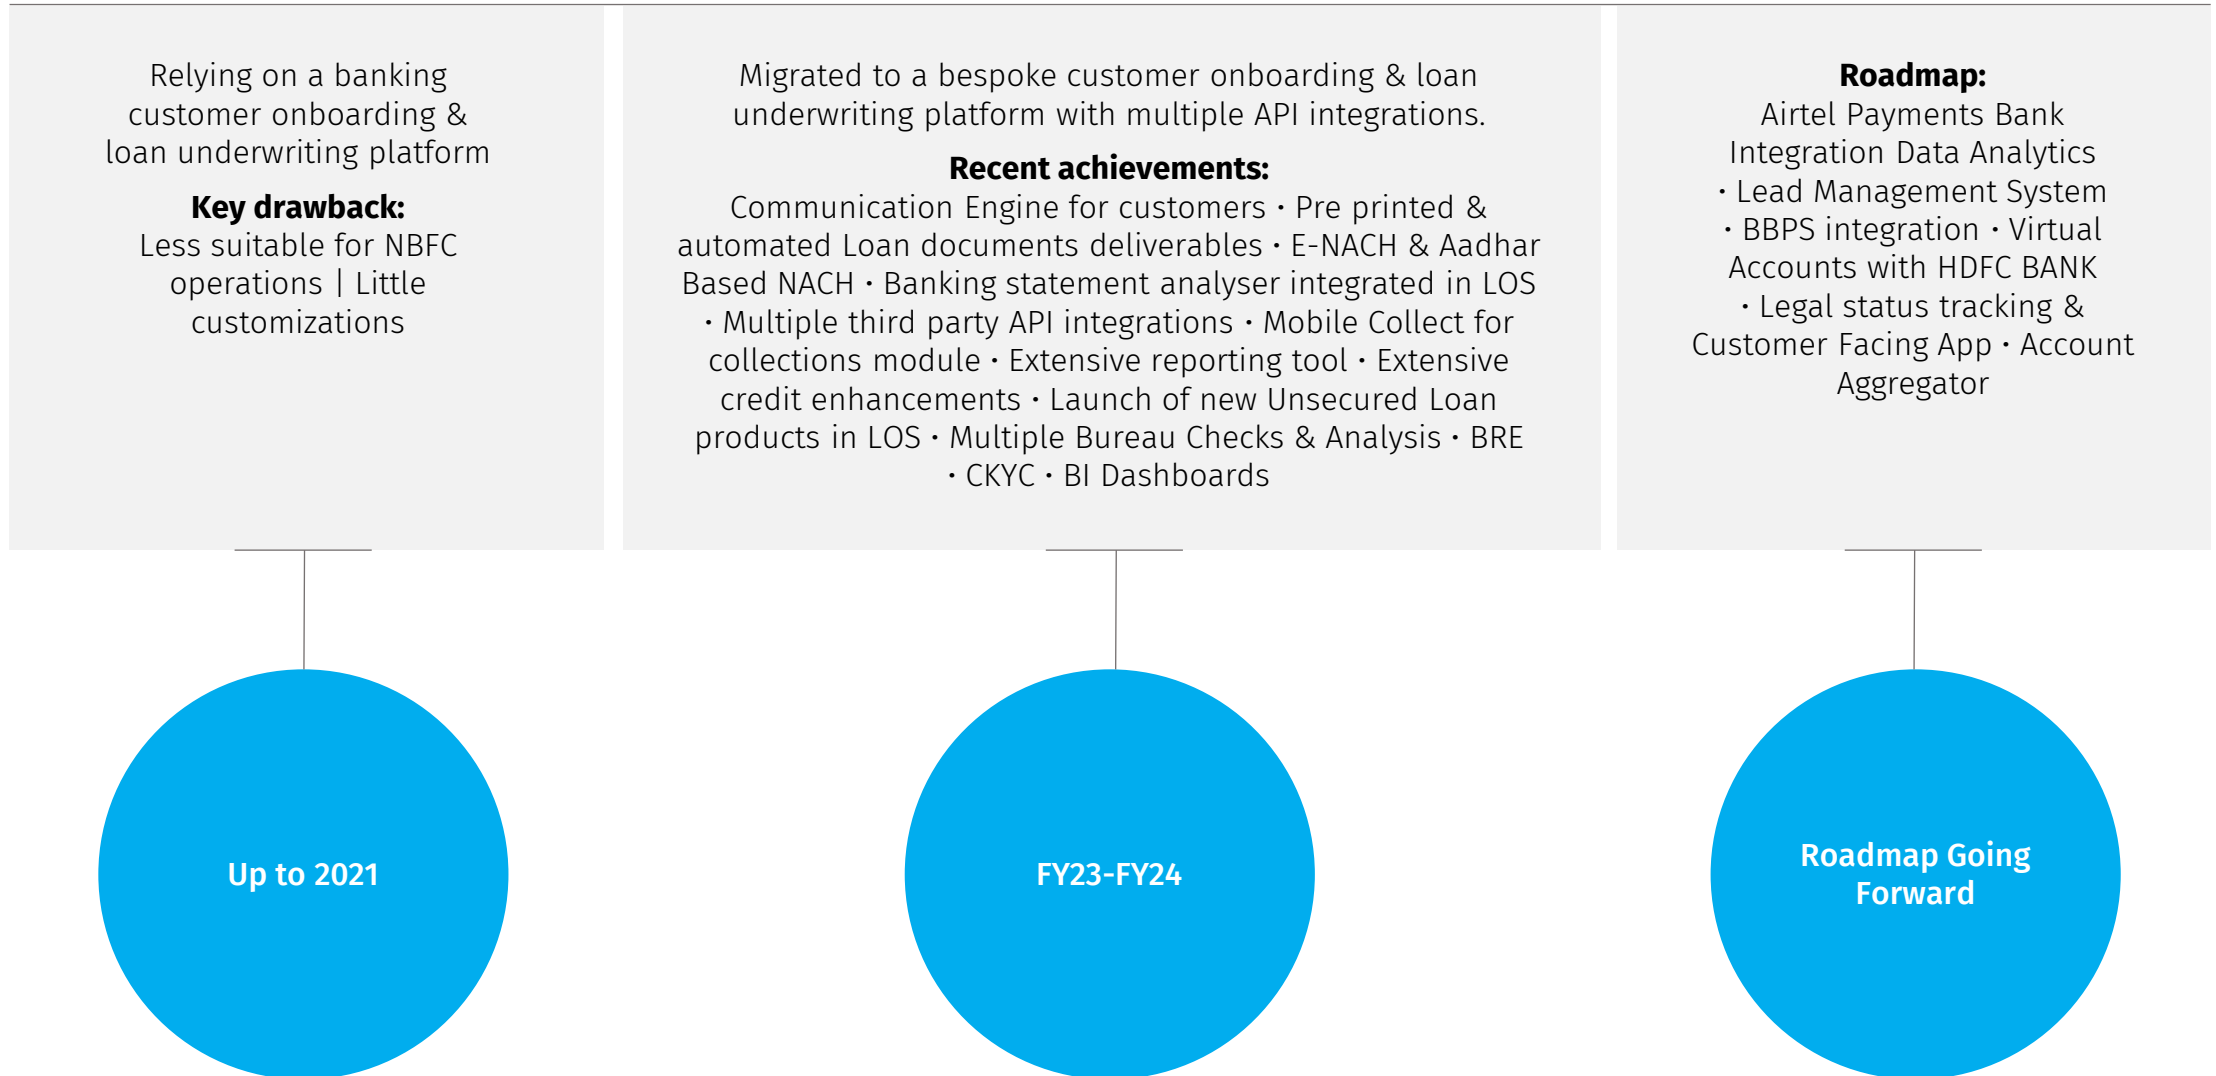 Relying on a banking
customer onboarding &
loan underwriting platform
Key drawback:
Less suitable for NBFC
operations | Little
customizations
Migrated to a bespoke customer onboarding & loan
underwriting platform with multiple API integrations.
Recent achievements:
Communication Engine for customers · Pre printed &
automated Loan documents deliverables · E-NACH & Aadhar
Based NACH · Banking statement analyser integrated in LOS
· Multiple third party API integrations · Mobile Collect for
collections module · Extensive reporting tool · Extensive
credit enhancements · Launch of new Unsecured Loan
products in LOS · Multiple Bureau Checks & Analysis · BRE
· CKYC · BI Dashboards
Roadmap:
Airtel Payments Bank
Integration Data Analytics
· Lead Management System
· BBPS integration · Virtual
Accounts with HDFC BANK
· Legal status tracking &
Customer Facing App · Account
Aggregator
Up to 2021
FY23-FY24
Roadmap Going
Forward